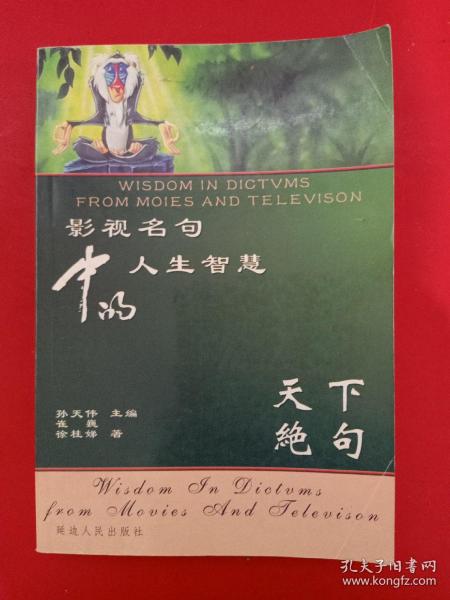 WISDOM IN DICTVMS
FROM MOIES AND TELEVISON
影视名句
中的 人生智慧
天下
絶句
孙天伟 主编
崔巍
徐桂娣 著
Wisdom In Dictvms
from Movies And Televison
延边人民出版社
孔夫子旧书网
www.kongfz.com